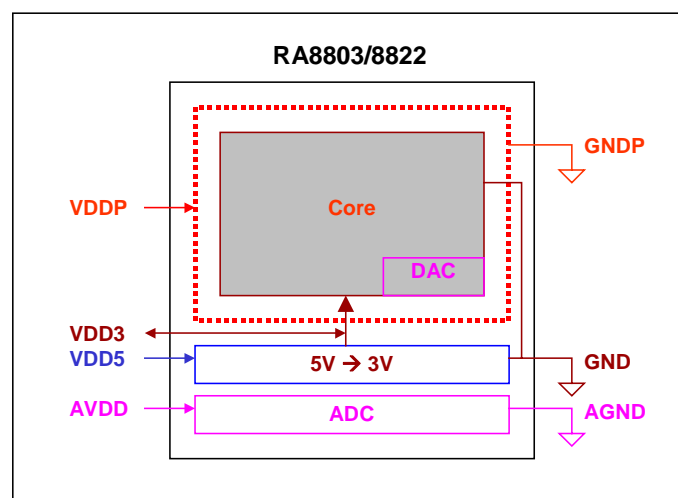 RA8803/8822
GNDP
VDDP
Core
DAC
VDD3
VDD5
5V → 3V
GND
AVDD
ADC
AGND